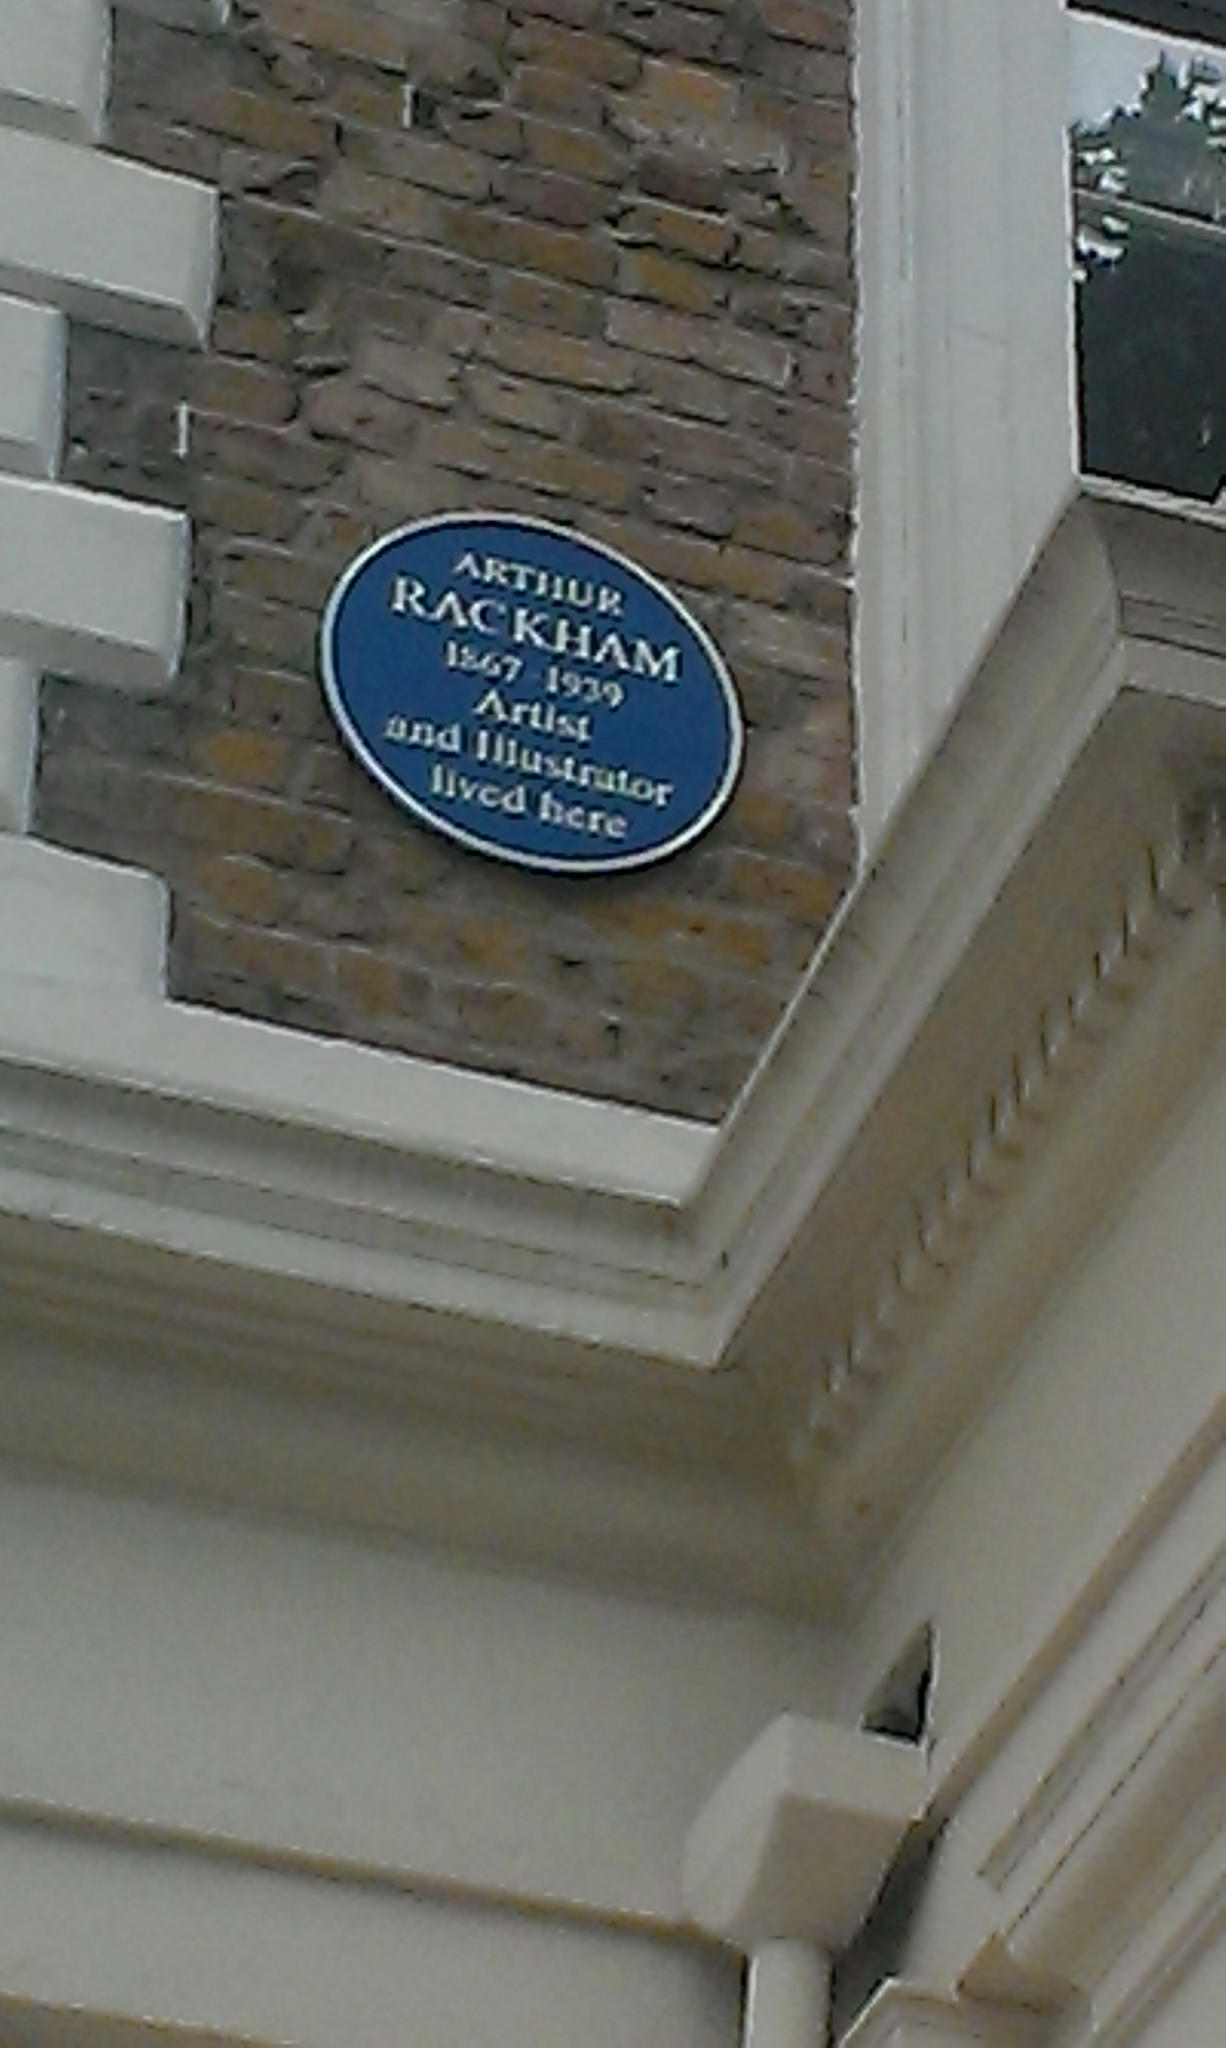 ARTHUR
RACKHAM
1867 1939
Artist
and Illustrator
lived here